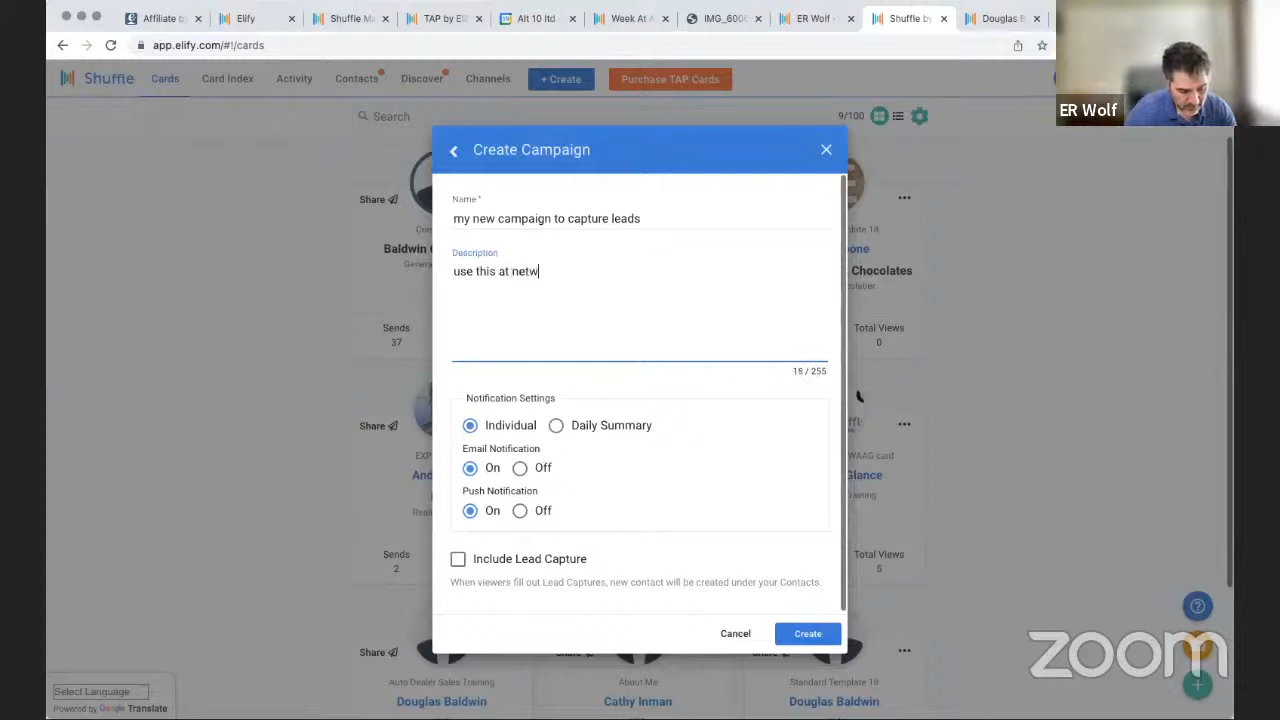 Affiliate by
Elify
Shuffle M
TAP by Eli
Alt 10 ltd
Week At A
IMG_600
ER Wolf -
Shuffle by
Douglas B
app.elify.com/#!/cards
ER Wolf
Shuffle
Cards
Card Index
Activity
Contacts
Discover
Channels
+ Create
Purchase TAP Cards
Search
9/100
Create Campaign
Share
Baldwin
Sends
37
Name *
my new campaign to capture leads
Description
use this at netw
18 / 255
Notification Settings
Individual
Daily Summary
Email Notification
On
Off
Push Notification
On
Off
Include Lead Capture
When viewers fill out Lead Captures, new contact will be created under your Contacts.
Cancel
Create
Chocolates
Total Views
0
Share
Sends
2
WAAG card
Total Views
5
Share
Auto Dealer Sales Training
Douglas Baldwin
About Me
Cathy Inman
Standard Template 18
Douglas Baldwin
Select Language
Powered by Google Translate
zoom